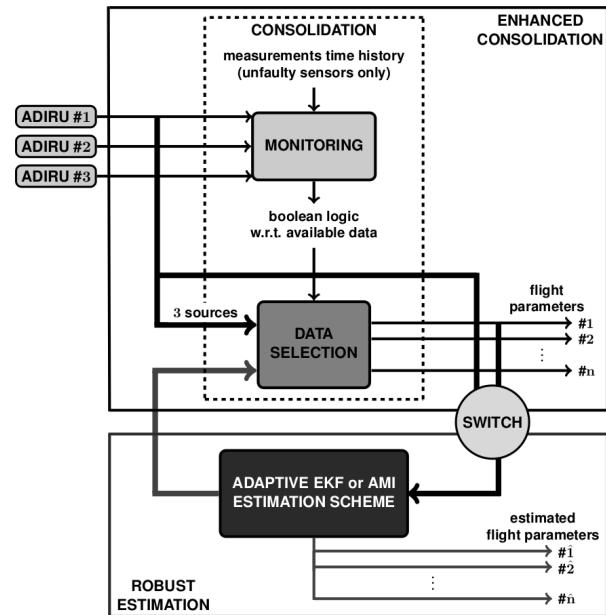 ENHANCED
CONSOLIDATION
CONSOLIDATION
measurements time history
(unfaulty sensors only)
ADIRU #1
ADIRU #2
ADIRU #3
MONITORING
boolean logic
w.r.t. available data
3 sources
DATA
SELECTION
flight
parameters
#1
#2
⋮
#n
SWITCH
ADAPTIVE EKF or AMI
ESTIMATION SCHEME
estimated
flight parameters
#1̂
#2̂
⋮
#n̂
ROBUST
ESTIMATION